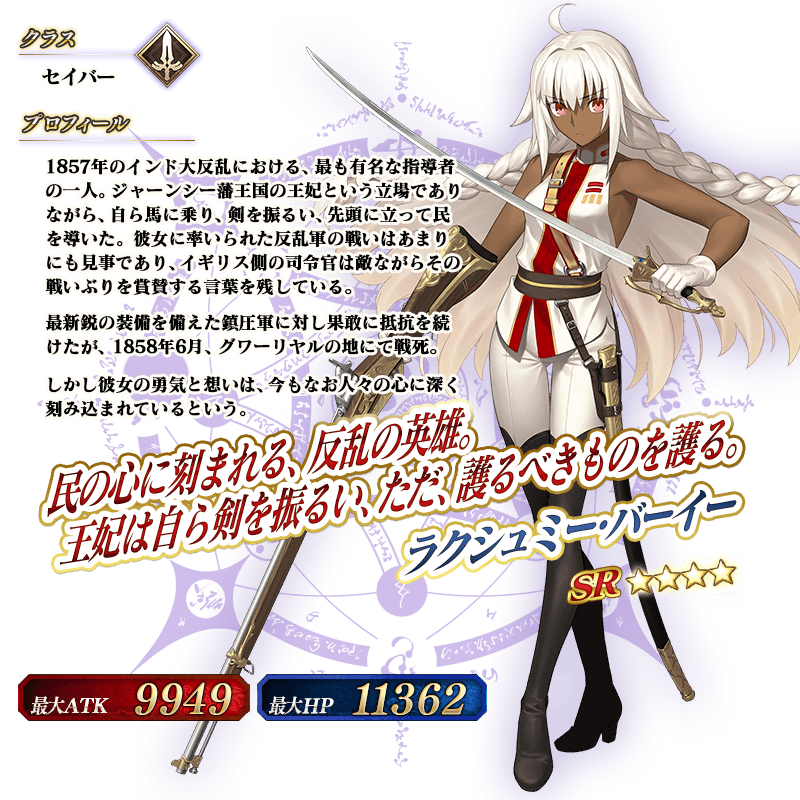 クラス
セイバー
プロフィール
1857年のインド大反乱における、最も有名な指導者
の一人。ジャーンシー藩王国の王妃という立場であり
ながら、自ら馬に乗り、剣を振るい、先頭に立って民
を導いた。彼女に率いられた反乱軍の戦いはあまり
にも見事であり、イギリス側の司令官は敵ながらその
戦いぶりを賞賛する言葉を残している。
最新鋭の装備を備えた鎮圧軍に対し果敢に抵抗を続
けたが、1858年6月、グワーリヤルの地にて戦死。
しかし彼女の勇気と想いは、今もなお人々の心に深く
刻み込まれているという。
民の心に刻まれる、反乱の英雄。
王妃は自ら剣を振るい、ただ、護るべきものを護る。
ラクシュミー・バーイー
SR
最大ATK 9949
最大HP 11362